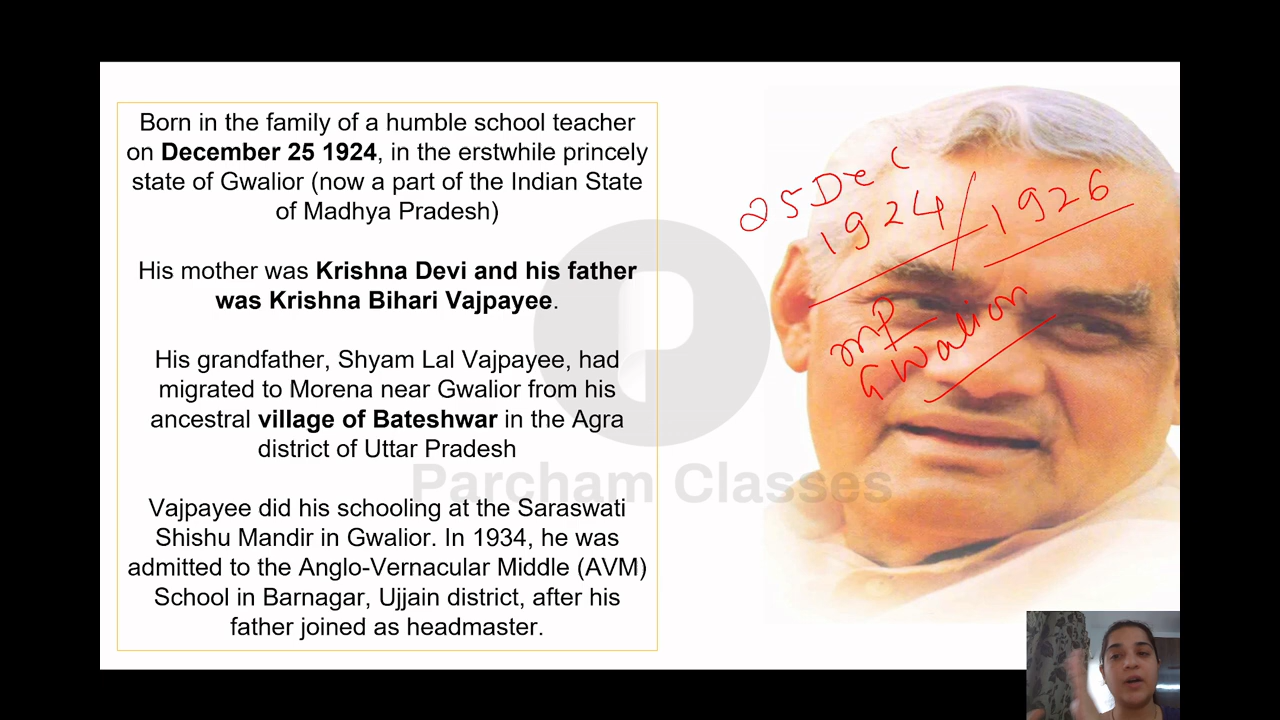 Born in the family of a humble school teacher
on December 25 1924, in the erstwhile princely
state of Gwalior (now a part of the Indian State
of Madhya Pradesh)
His mother was Krishna Devi and his father
was Krishna Bihari Vajpayee.
His grandfather, Shyam Lal Vajpayee, had
migrated to Morena near Gwalior from his
ancestral village of Bateshwar in the Agra
district of Uttar Pradesh
Vajpayee did his schooling at the Saraswati
Shishu Mandir in Gwalior. In 1934, he was
admitted to the Anglo-Vernacular Middle (AVM)
School in Barnagar, Ujjain district, after his
father joined as headmaster.
25 Dec
1924/1926
MP
Gwalior
Parcham Classes